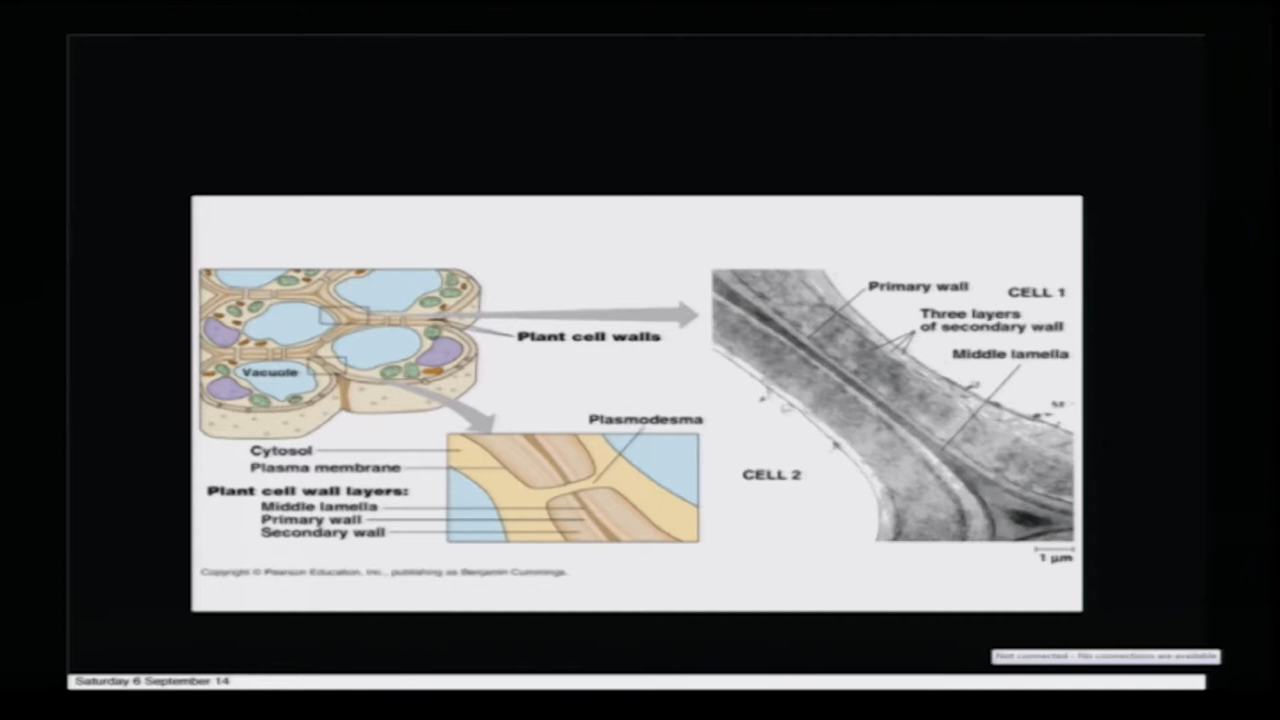 Primary wall
CELL 1
Three layers
of secondary wall
Plant cell walls
Middle lamella
Vacuole
Plasmodesma
Cytosol
Plasma membrane
CELL 2
Plant cell wall layers:
Middle lamella
Primary wall
Secondary wall
1 µm
Copyright © Pearson Education, Inc., publishing as Benjamin Cummings.
Not connected - No connections are available
Saturday 6 September 14